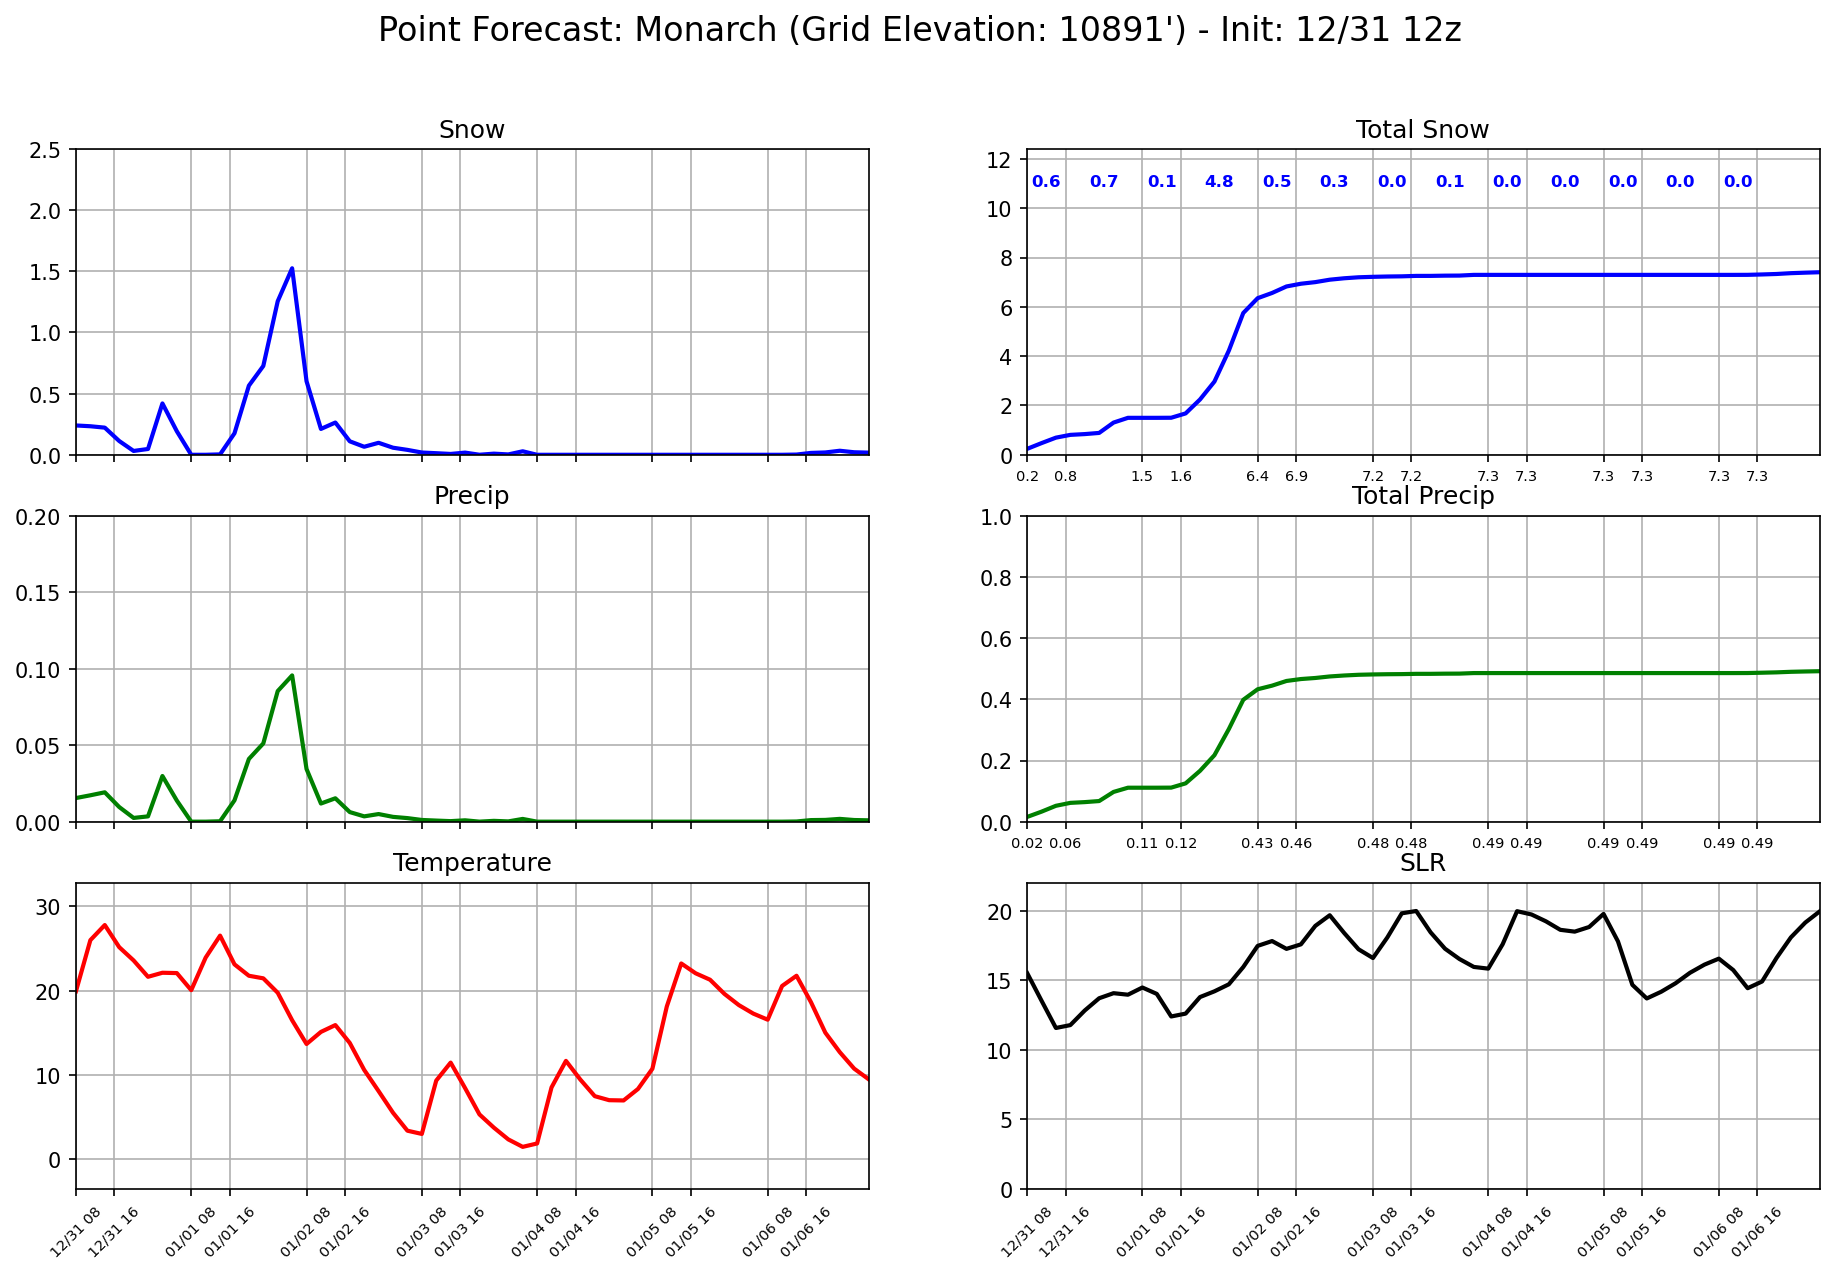 Point Forecast: Monarch (Grid Elevation: 10891') - Init: 12/31 12z
Snow
2.5
2.0
1.5
1.0
0.5
0.0
Total Snow
12
10
8
6
4
2
0
0.6 0.7 0.1 4.8 0.5 0.3 0.0 0.1 0.0 0.0 0.0 0.0 0.0
0.2 0.8 1.5 1.6 6.4 6.9 7.2 7.2 7.3 7.3 7.3 7.3 7.3 7.3
Precip
0.20
0.15
0.10
0.05
0.00
Total Precip
1.0
0.8
0.6
0.4
0.2
0.0
0.02 0.06 0.11 0.12 0.43 0.46 0.48 0.48 0.49 0.49 0.49 0.49 0.49 0.49
Temperature
30
20
10
0
12/31 08 12/31 16 01/01 08 01/01 16 01/02 08 01/02 16 01/03 08 01/03 16 01/04 08 01/04 16 01/05 08 01/05 16 01/06 08 01/06 16
SLR
20
15
10
5
0
12/31 08 12/31 16 01/01 08 01/01 16 01/02 08 01/02 16 01/03 08 01/03 16 01/04 08 01/04 16 01/05 08 01/05 16 01/06 08 01/06 16